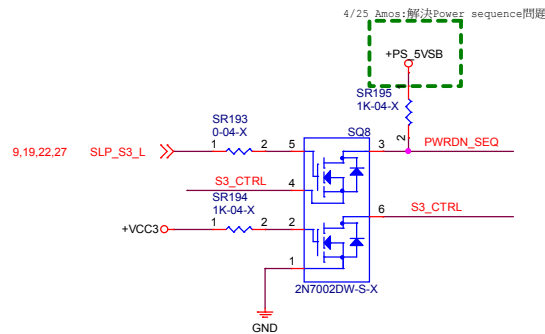 4/25 Amos:解決Power sequence問題
+PS_5VSB
SR195
1K-04-X
2
SR193
0-04-X
SQ8
9,19,22,27 SLP_S3_L 1 2 5 3 PWRDN_SEQ
S3_CTRL 4
SR194
1K-04-X
6 S3_CTRL
+VCC3 1 2 2
1
2N7002DW-S-X
GND